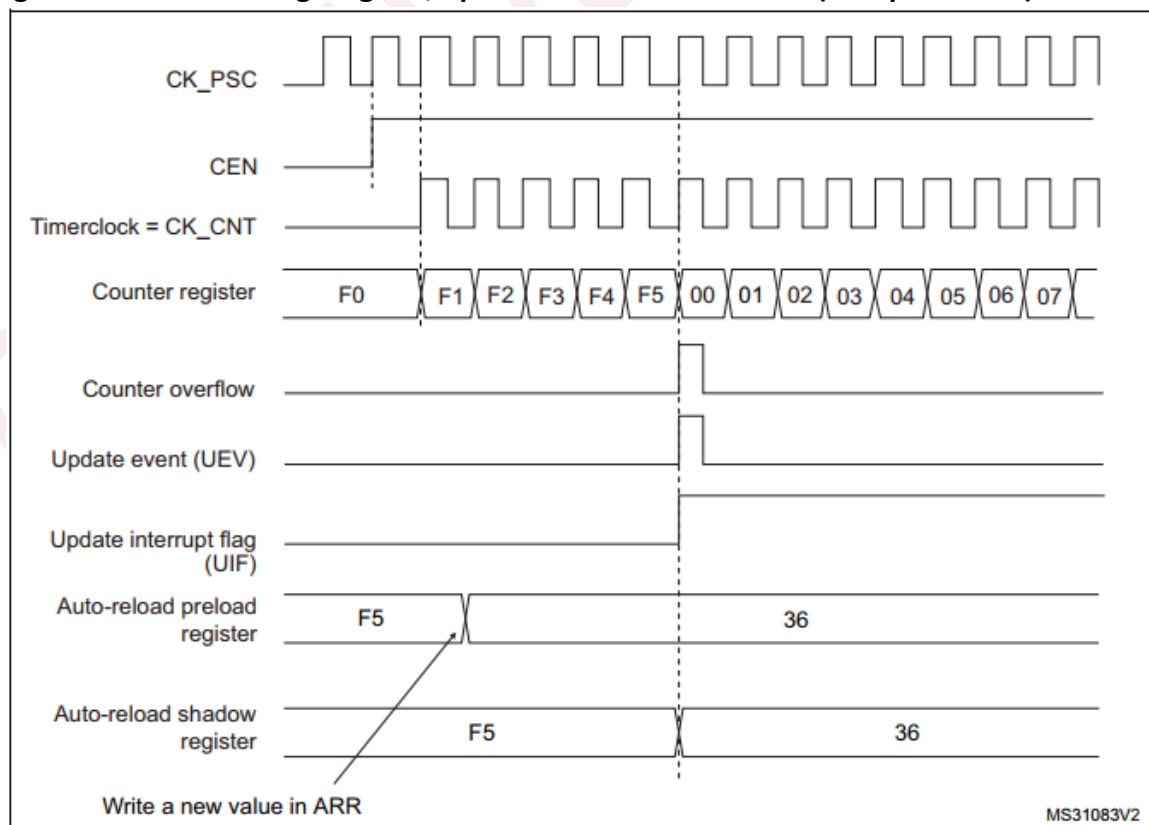 CK_PSC
CEN
Timerclock = CK_CNT
Counter register F0 F1 F2 F3 F4 F5 00 01 02 03 04 05 06 07
Counter overflow
Update event (UEV)
Update interrupt flag
(UIF)
Auto-reload preload
register
F5 36
Auto-reload shadow
register
F5 36
Write a new value in ARR
MS31083V2